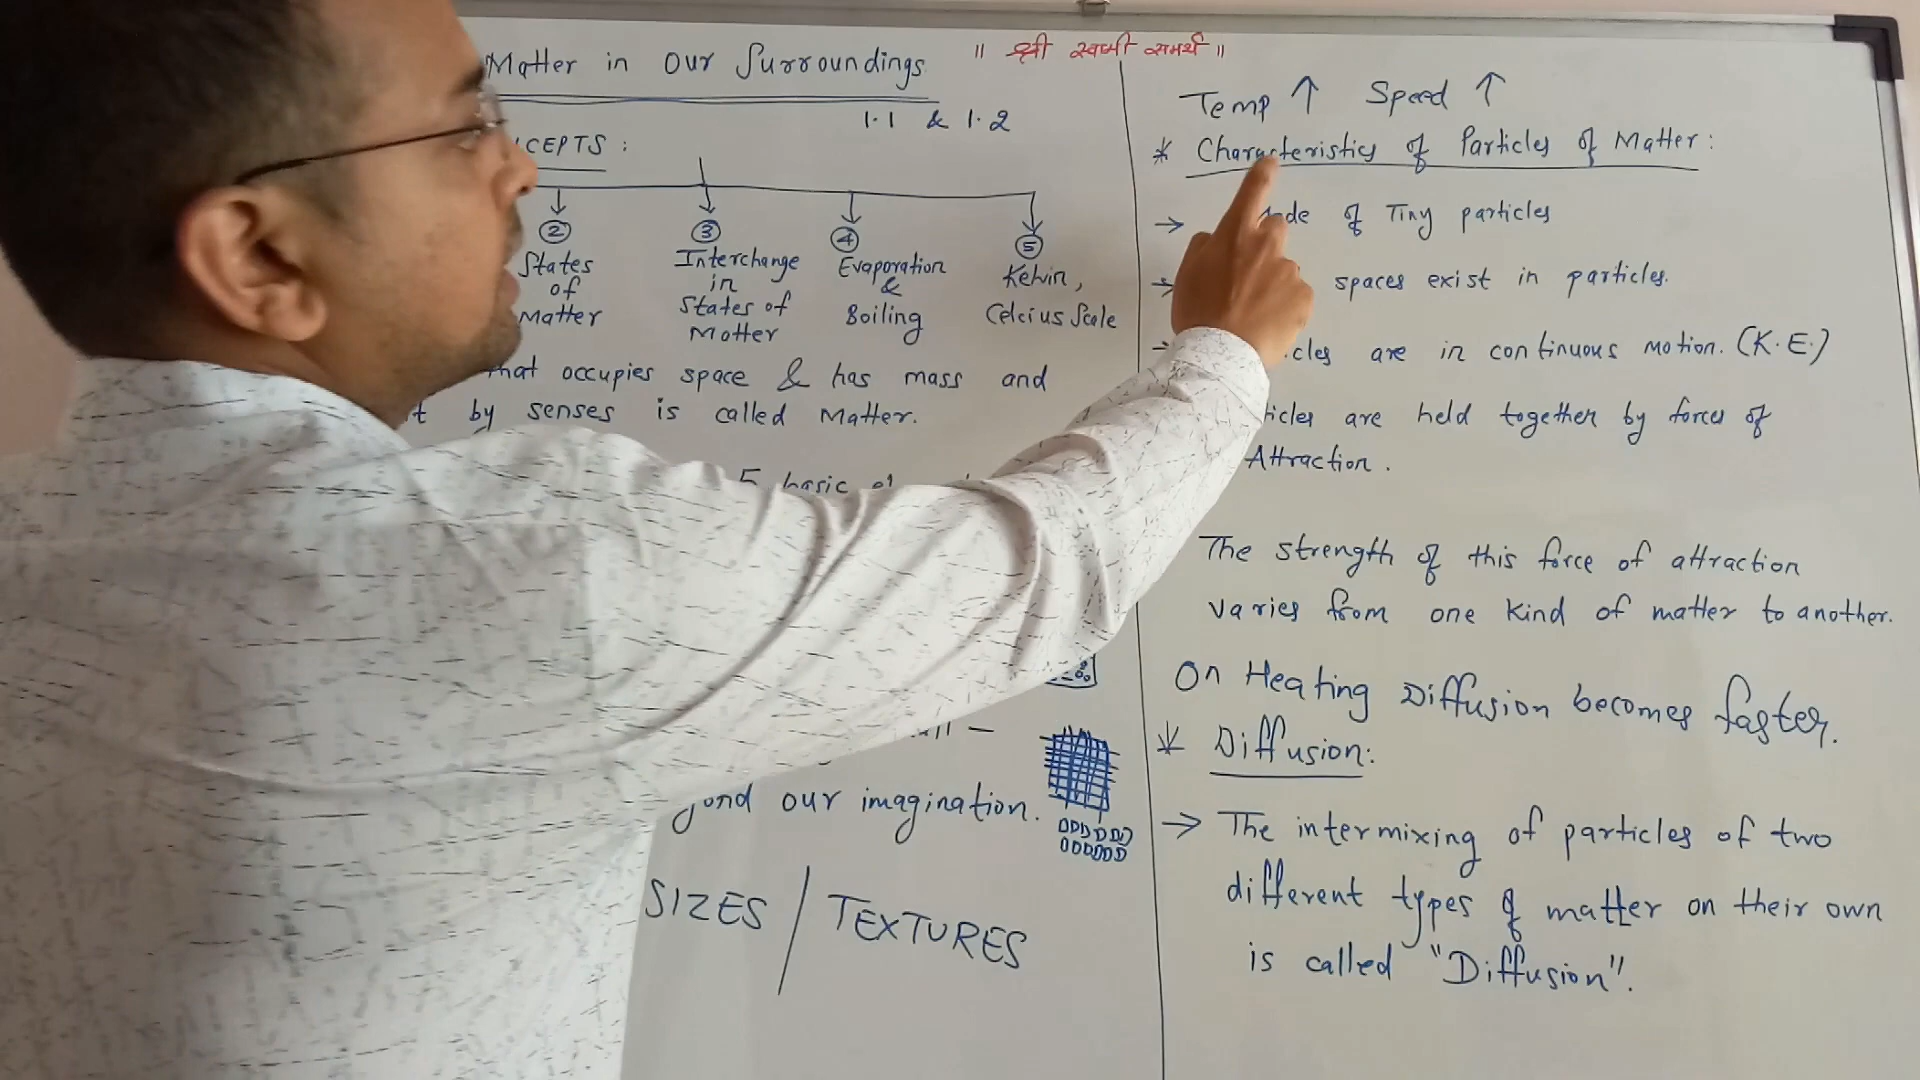 Matter in Our Surroundings
|| श्री स्वामी समर्थ ||
1.1 & 1.2
CEPTS :
② ③ ④ ⑤
States of Matter
Interchange in States of Motter
Evaporation & Boiling
Kelvin, Celcius Scale
that occupies space & has mass and
by senses is called Matter.
5 basic
our imagination.
SIZES / TEXTURES
Temp ↑ Speed ↑
* Characteristics of Particles of Matter :
→ of Tiny particles
→ spaces exist in particles.
→ are in continuous motion. (K.E.)
are held together by forces of
Attraction.
The strength of this force of attraction
varies from one kind of matter to another.
On Heating Diffusion becomes faster.
* Diffusion:
→ The intermixing of particles of two
different types of matter on their own
is called "Diffusion".